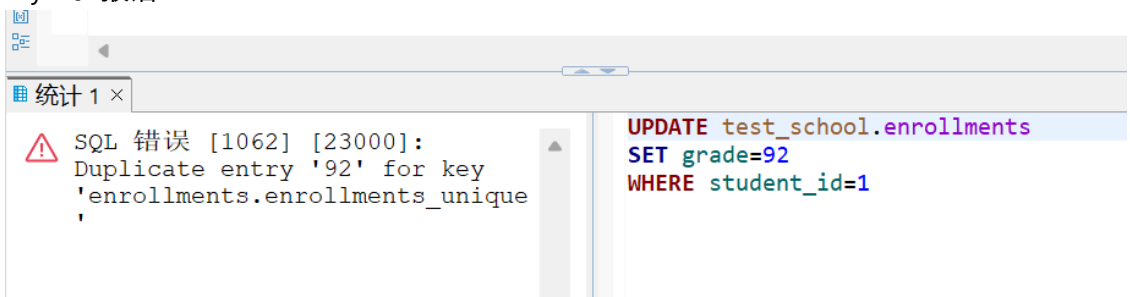 统计 1 ×
SQL 错误 [1062] [23000]:
Duplicate entry '92' for key
'enrollments.enrollments_unique
'
UPDATE test_school.enrollments
SET grade=92
WHERE student_id=1